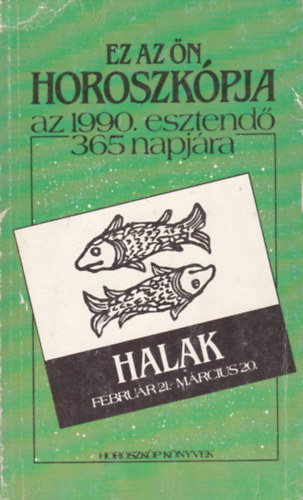 EZ AZ ÖN
HOROSZKÓPJA
az 1990. esztendő
365 napjára
HALAK
FEBRUÁR 21.-MÁRCIUS 20.
HOROSZKÓP KÖNYVEK